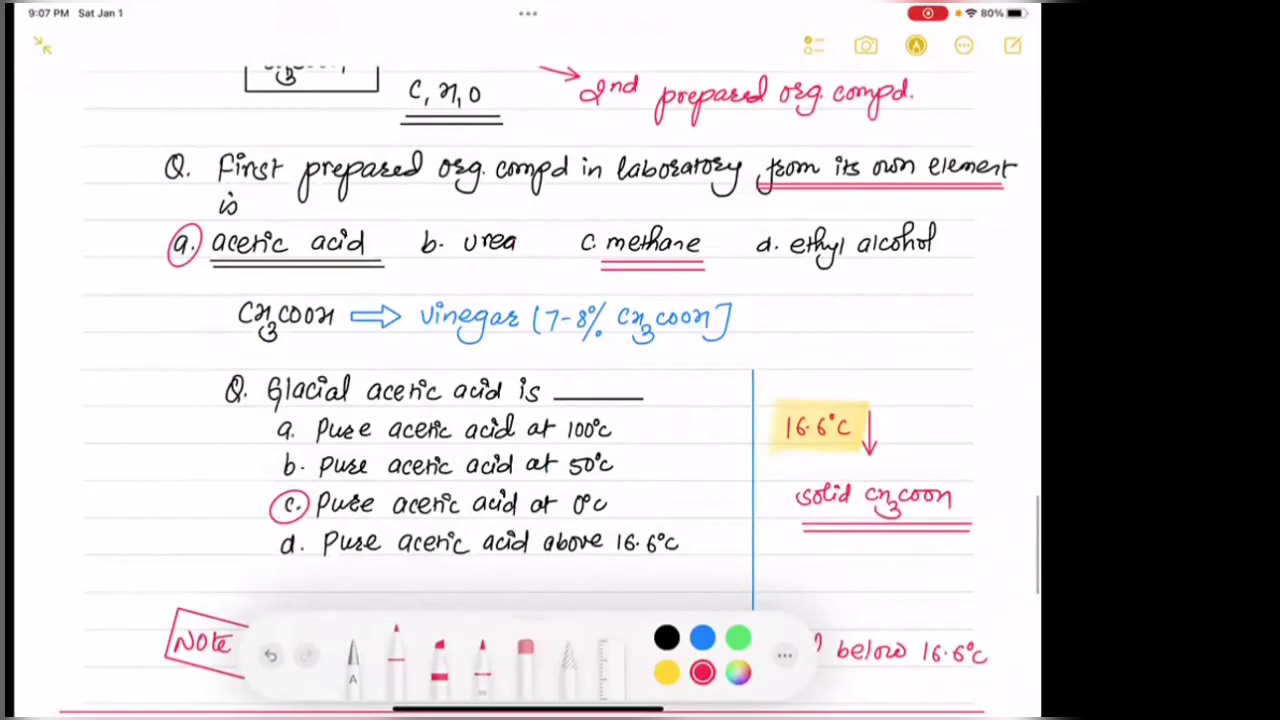 9:07 PM Sat Jan 1
80%
C, H, O
2nd prepared org. compd.
Q. First prepared org. compd in laboratory from its own element
is
a. acetic acid b. urea c. methane d. ethyl alcohol
CH3COOH ⇒ vinegar (7-8% CH3COOH]
Q. Glacial acetic acid is ______
a. Pure acetic acid at 100°c
b. Pure acetic acid at 50°c
c. Pure acetic acid at 0°c
d. Pure acetic acid above 16.6°c
16.6°C ↓
solid CH3COOH
Note
below 16.6°C
A